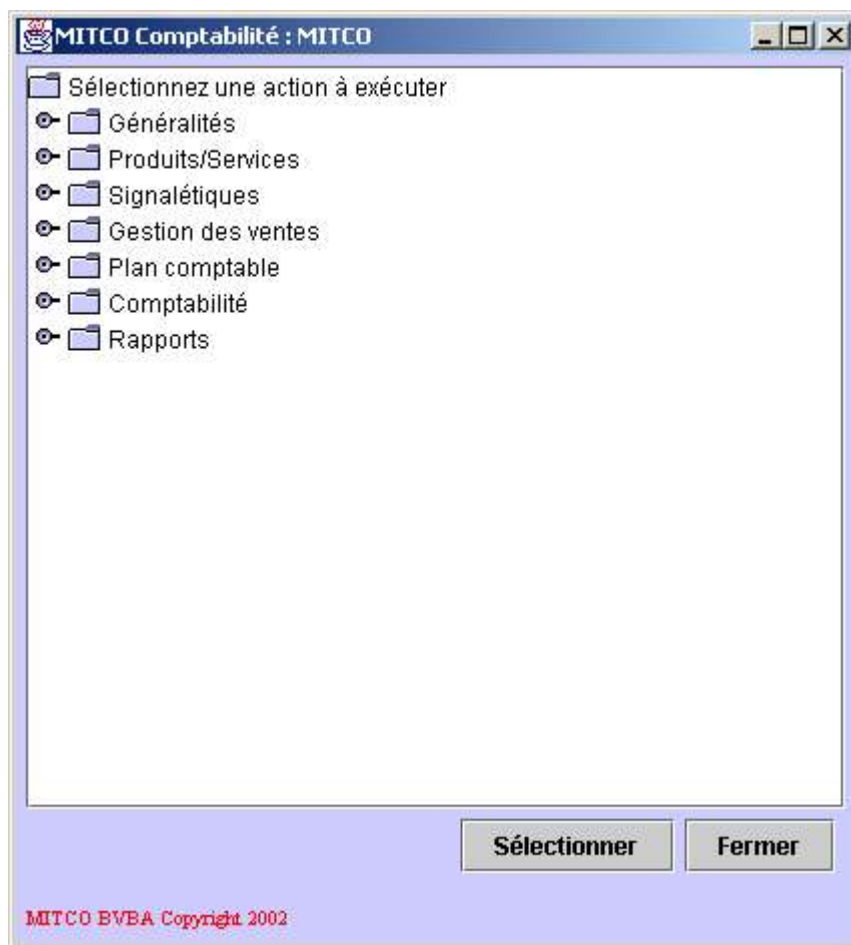 MITCO Comptabilité : MITCO
Sélectionnez une action à exécuter
Généralités
Produits/Services
Signalétiques
Gestion des ventes
Plan comptable
Comptabilité
Rapports
Sélectionner Fermer
MITCO BVBA Copyright 2002